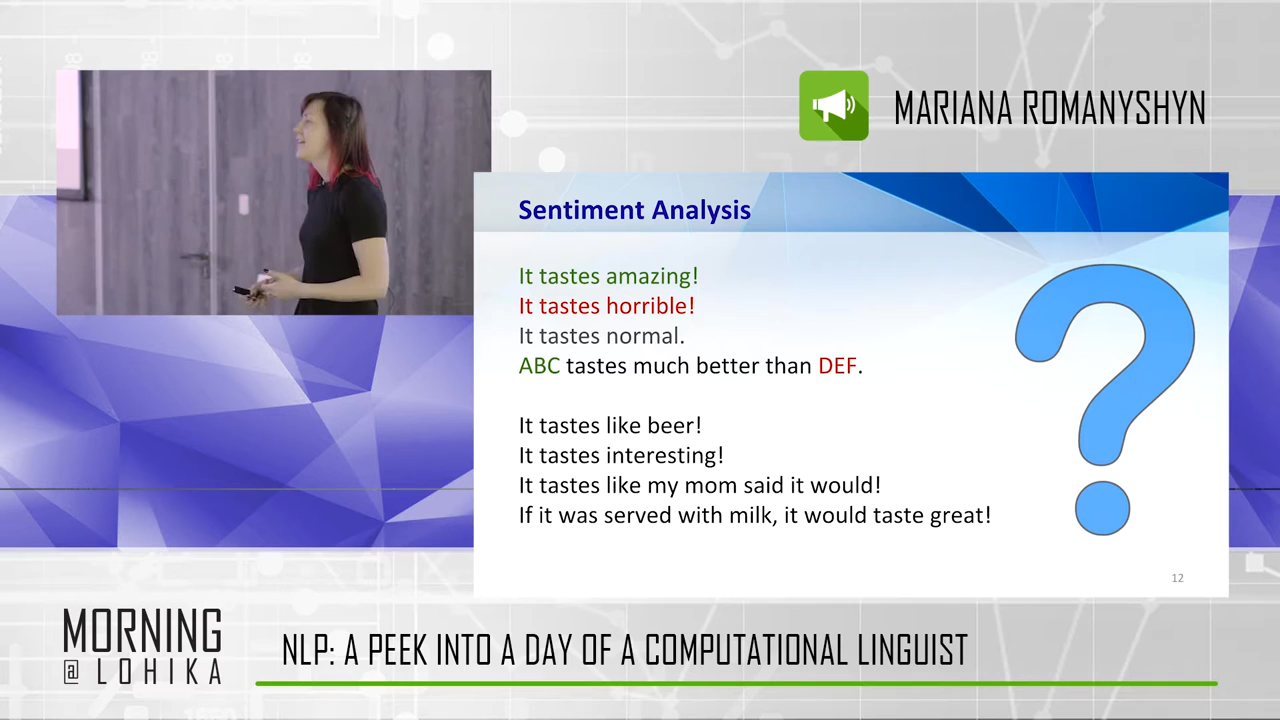 MARIANA ROMANYSHYN
Sentiment Analysis
It tastes amazing!
It tastes horrible!
It tastes normal.
ABC tastes much better than DEF.
It tastes like beer!
It tastes interesting!
It tastes like my mom said it would!
If it was served with milk, it would taste great!
12
MORNING
@ LOHIKA
NLP: A PEEK INTO A DAY OF A COMPUTATIONAL LINGUIST